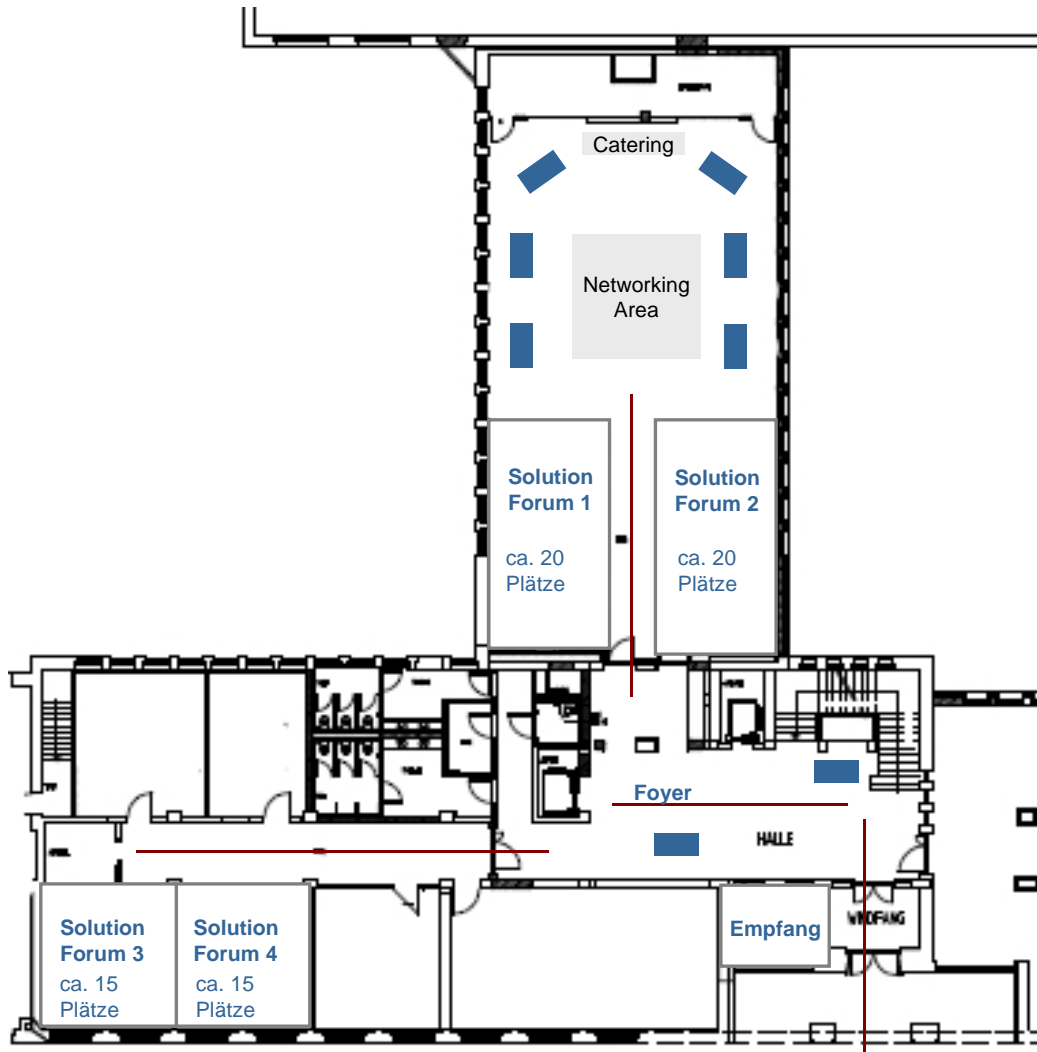 Catering
Networking
Area
Solution
Forum 1
ca. 20
Plätze
Solution
Forum 2
ca. 20
Plätze
Foyer
HALLE
Solution
Forum 3
ca. 15
Plätze
Solution
Forum 4
ca. 15
Plätze
Empfang
WINDFANG